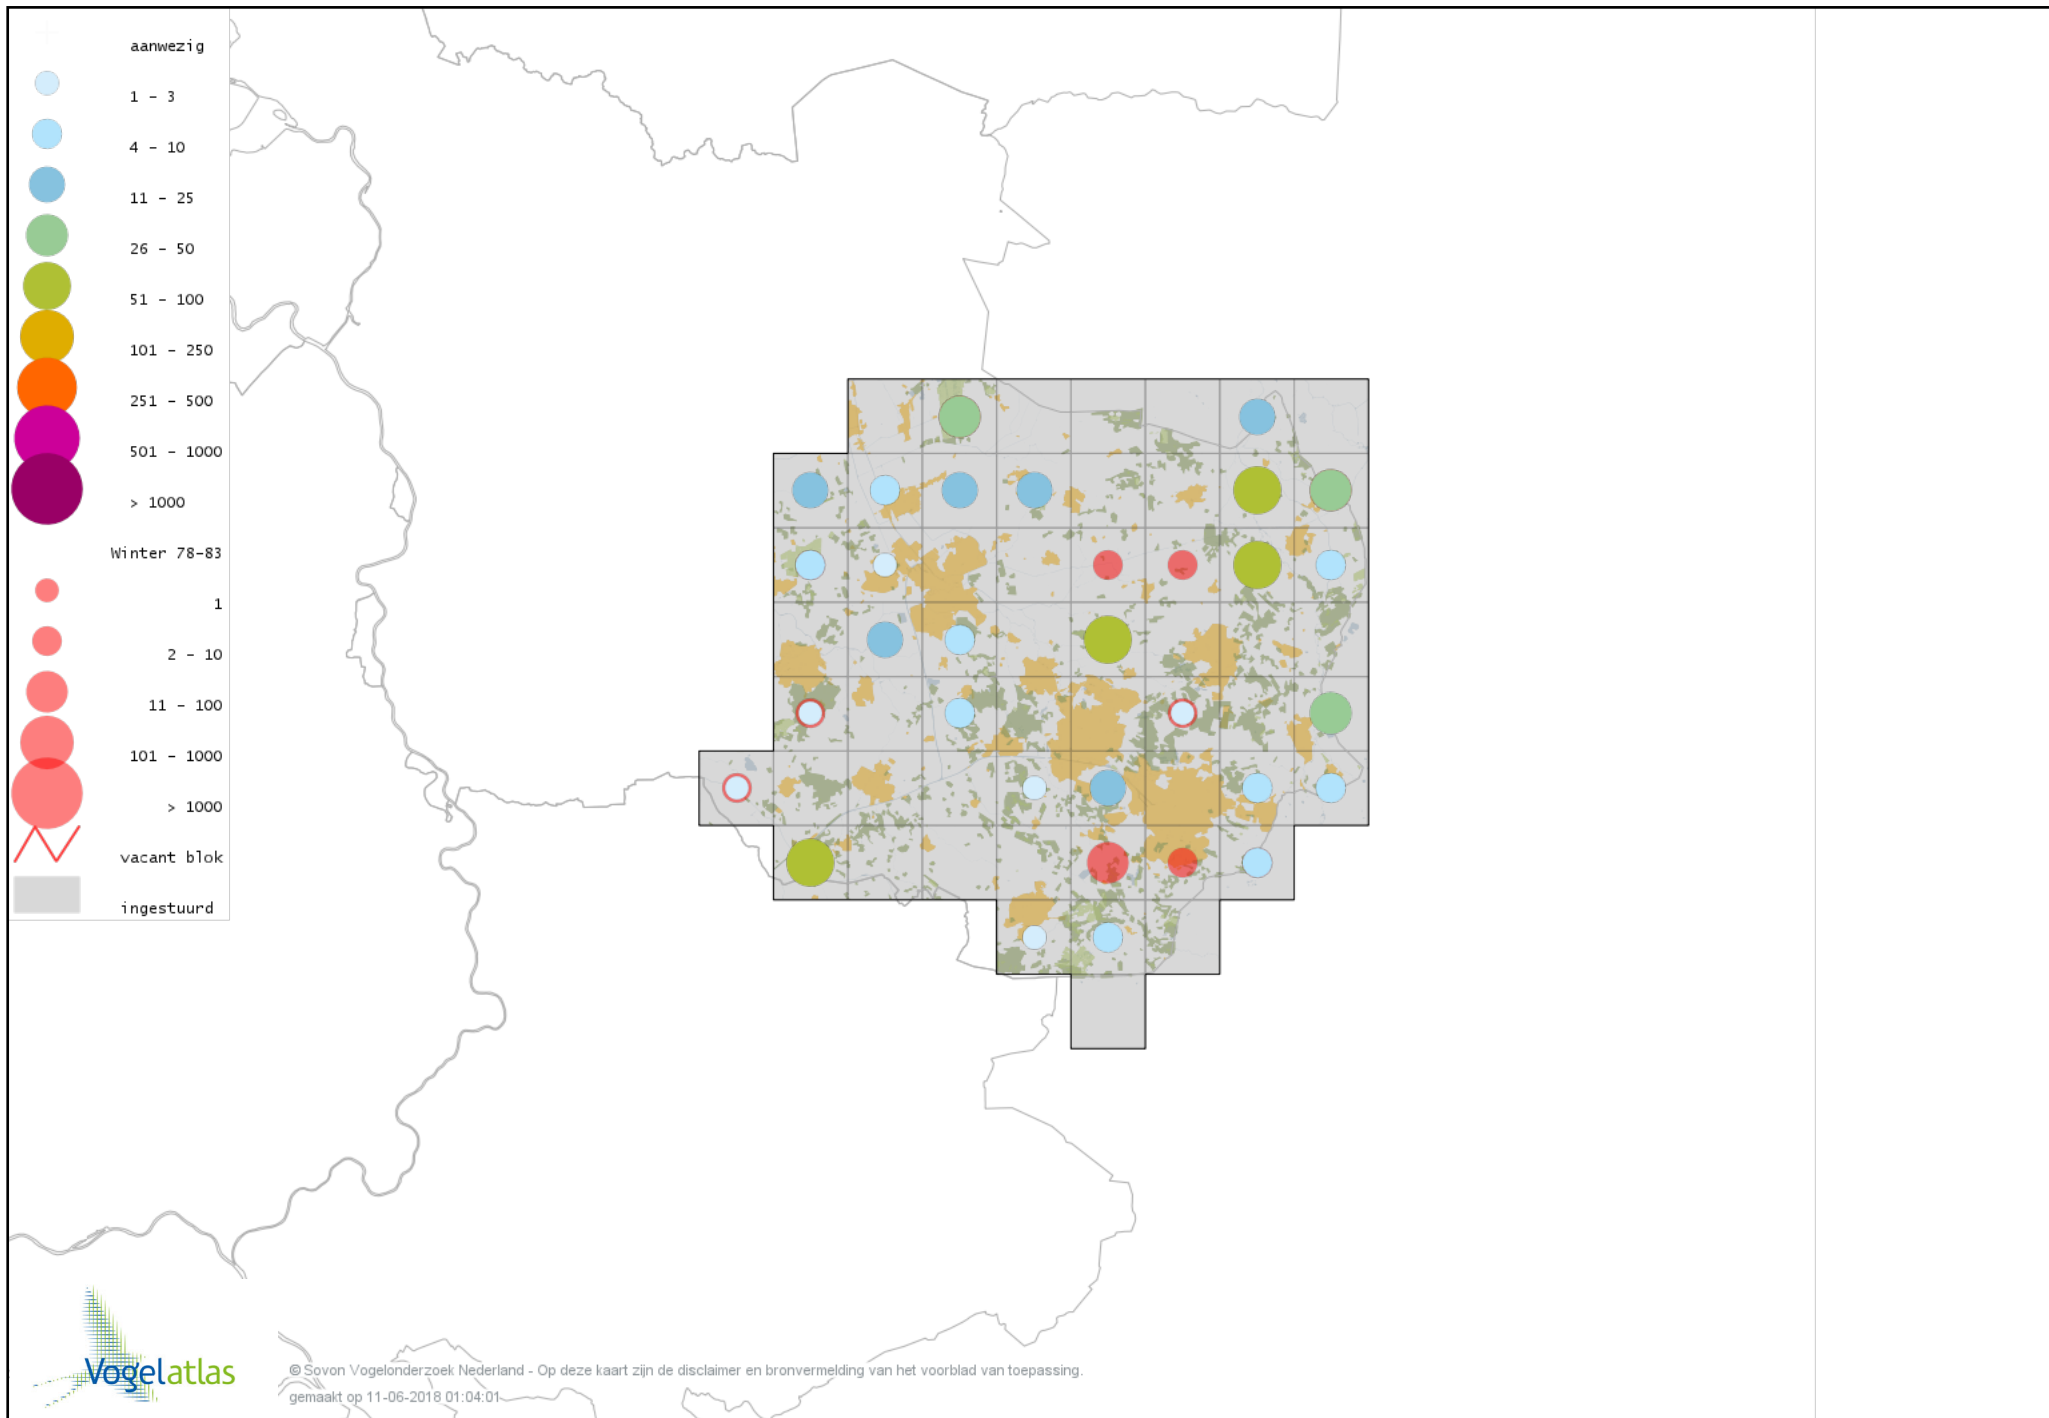 aanwezig
1 - 3
4 - 10
11 - 25
26 - 50
51 - 100
101 - 250
251 - 500
501 - 1000
> 1000
Winter 78-83
1
2 - 10
11 - 100
101 - 1000
> 1000
vacant blok
ingestuurd
Vogelatlas
© Sovon Vogelonderzoek Nederland - Op deze kaart zijn de disclaimer en bronvermelding van het voorblad van toepassing.
gemaakt op 11-06-2018 01:04:01